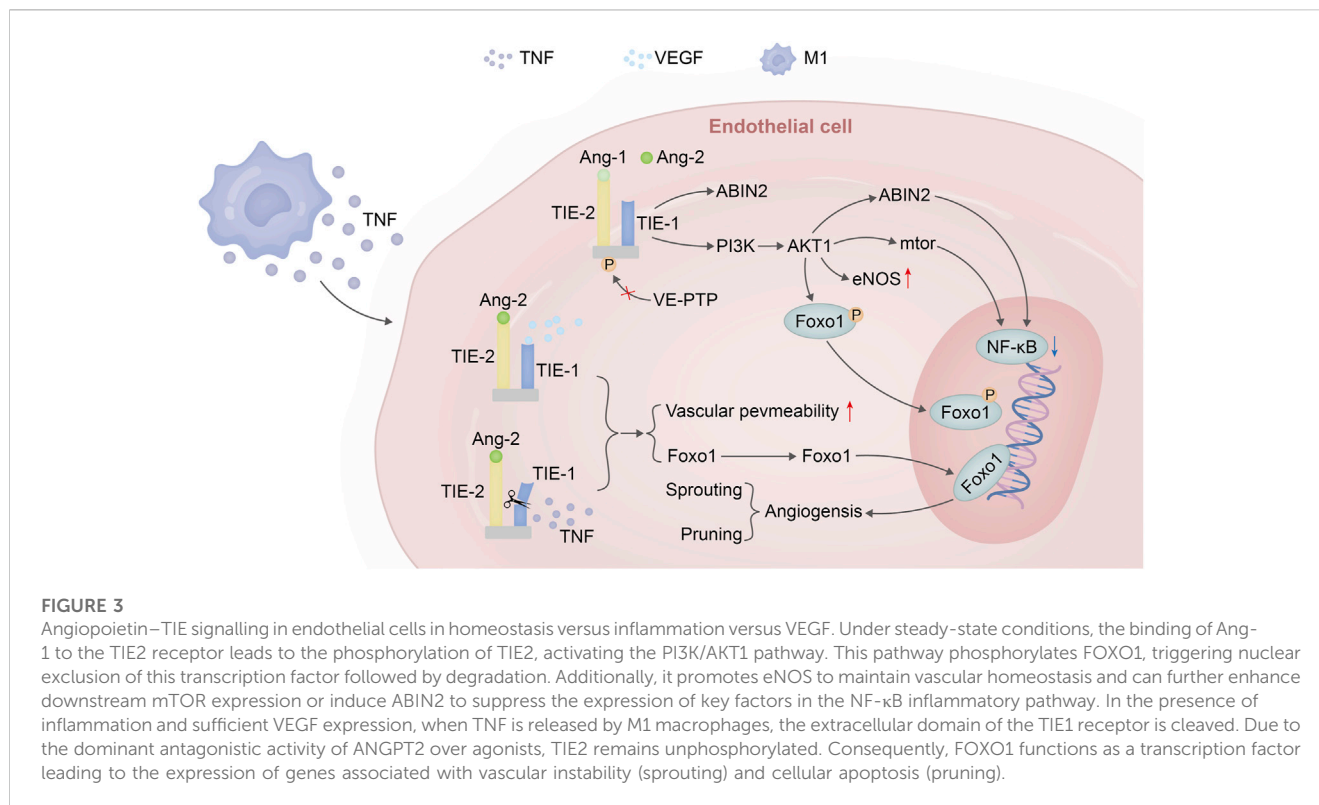 TNF
VEGF
M1
Endothelial cell
Ang-1
Ang-2
TIE-2
TIE-1
ABIN2
PI3K
AKT1
ABIN2
mtor
eNOS
P
VE-PTP
Foxo1
P
NF-κB
TNF
Ang-2
TIE-2
TIE-1
Vascular pevmeability
Foxo1
Foxo1
P
Foxo1
Foxo1
Ang-2
TIE-2
TIE-1
TNF
Sprouting
Pruning
Angiogensis
FIGURE 3
Angiopoietin–TIE signalling in endothelial cells in homeostasis versus inflammation versus VEGF. Under steady-state conditions, the binding of Ang-
1 to the TIE2 receptor leads to the phosphorylation of TIE2, activating the PI3K/AKT1 pathway. This pathway phosphorylates FOXO1, triggering nuclear
exclusion of this transcription factor followed by degradation. Additionally, it promotes eNOS to maintain vascular homeostasis and can further enhance
downstream mTOR expression or induce ABIN2 to suppress the expression of key factors in the NF-κB inflammatory pathway. In the presence of
inflammation and sufficient VEGF expression, when TNF is released by M1 macrophages, the extracellular domain of the TIE1 receptor is cleaved. Due to
the dominant antagonistic activity of ANGPT2 over agonists, TIE2 remains unphosphorylated. Consequently, FOXO1 functions as a transcription factor
leading to the expression of genes associated with vascular instability (sprouting) and cellular apoptosis (pruning).